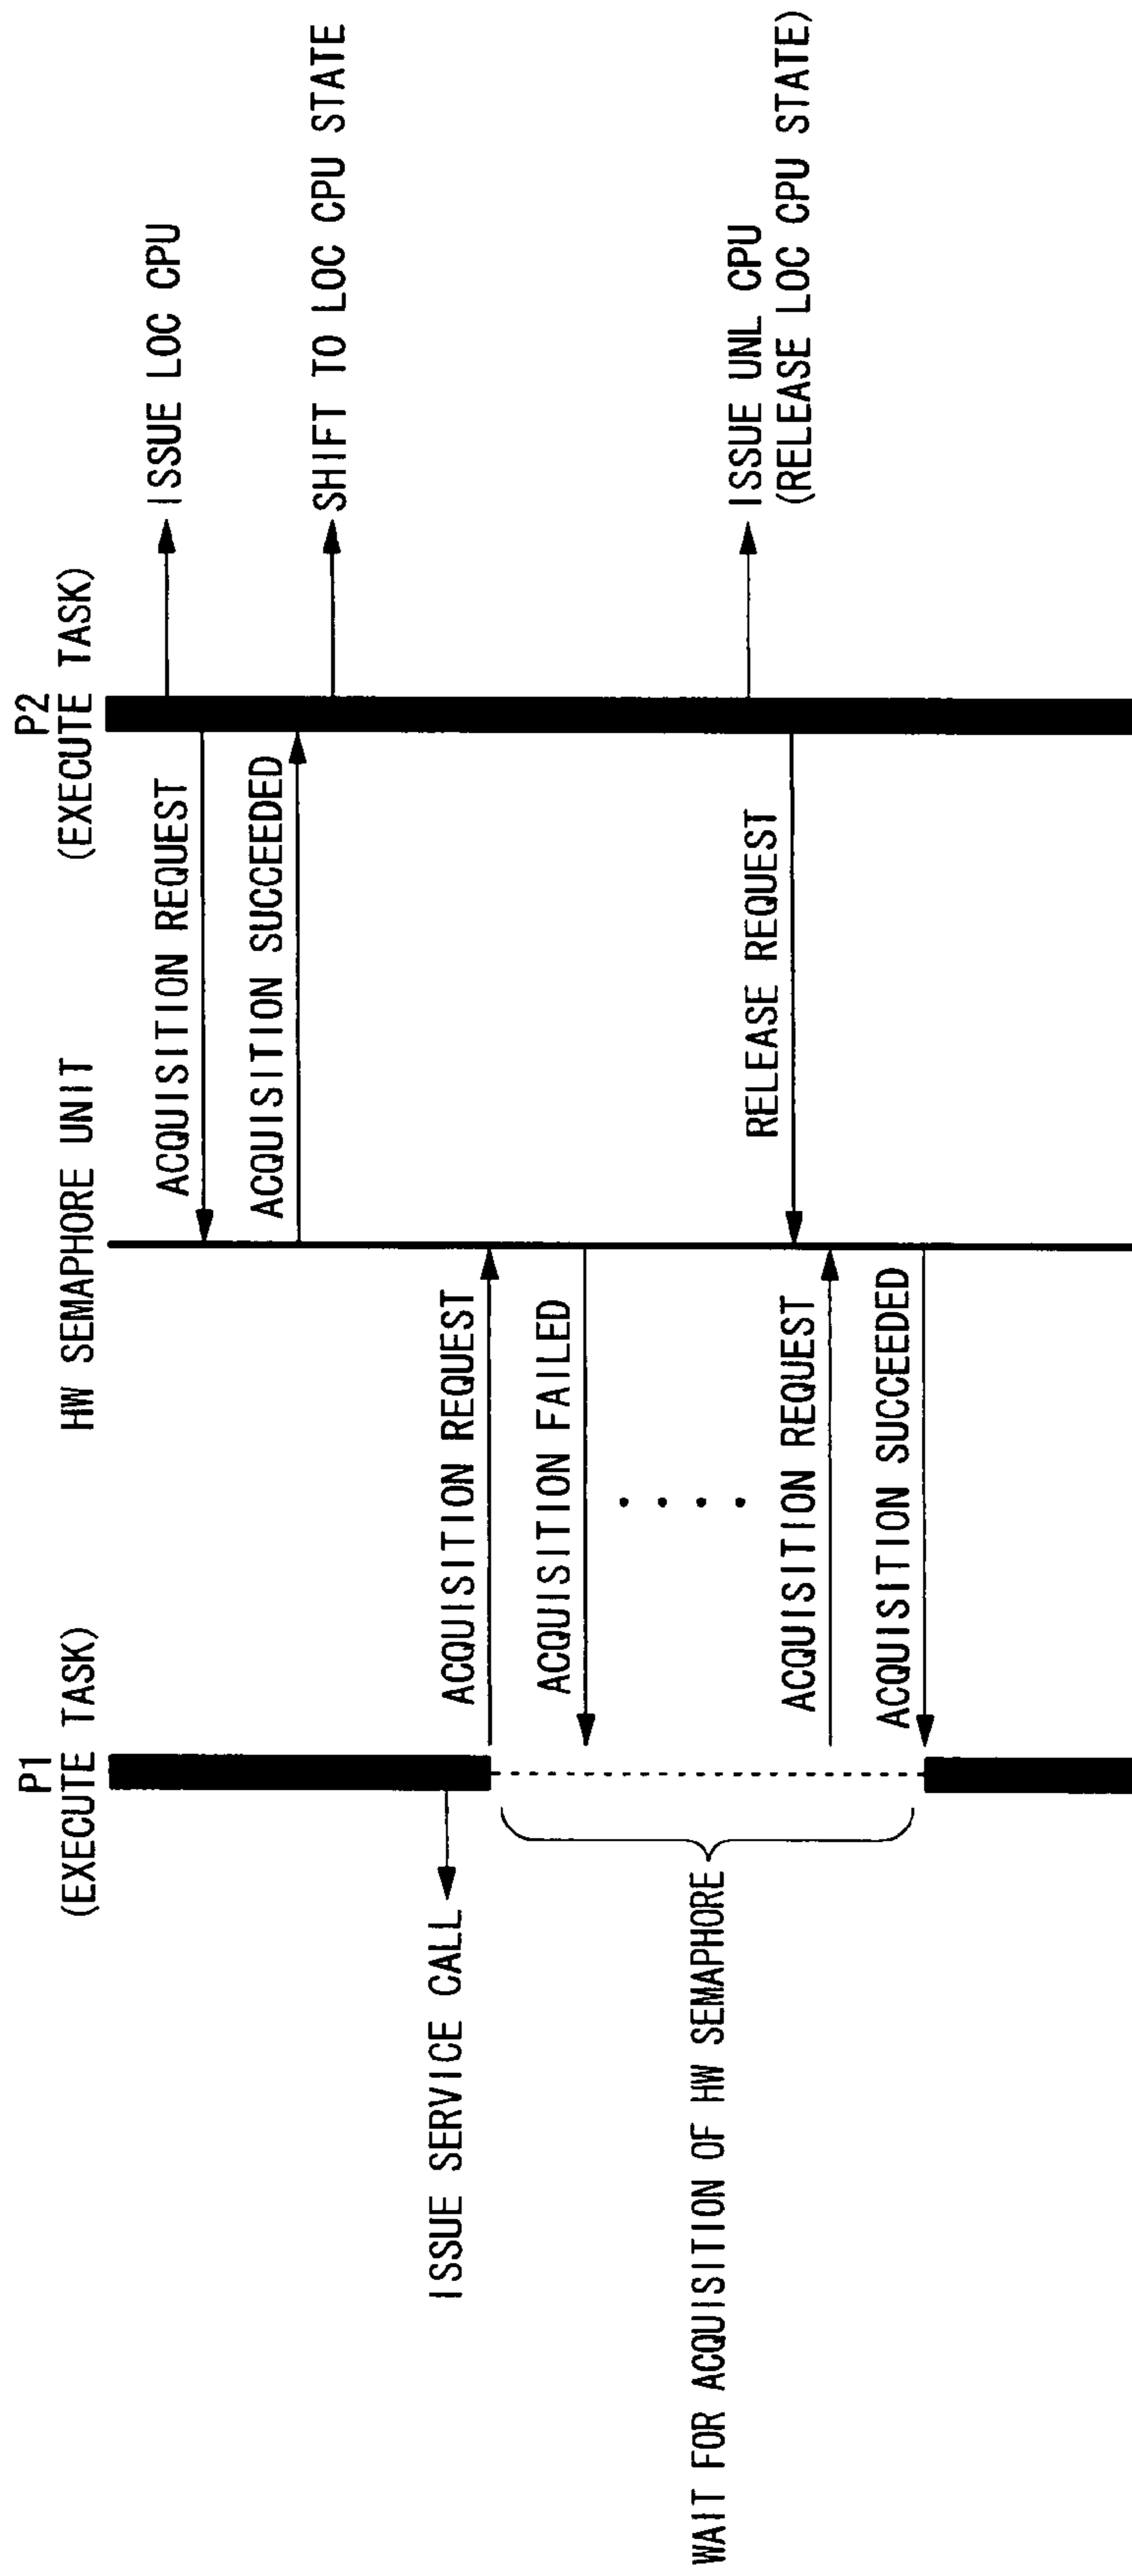 P1
(EXECUTE TASK)
HW SEMAPHORE UNIT
P2
(EXECUTE TASK)
ISSUE LOC CPU
ACQUISITION REQUEST
ACQUISITION SUCCEEDED
SHIFT TO LOC CPU STATE
ISSUE SERVICE CALL
ACQUISITION REQUEST
ACQUISITION FAILED
WAIT FOR ACQUISITION OF HW SEMAPHORE
ISSUE UNL CPU
(RELEASE LOC CPU STATE)
RELEASE REQUEST
ACQUISITION REQUEST
ACQUISITION SUCCEEDED